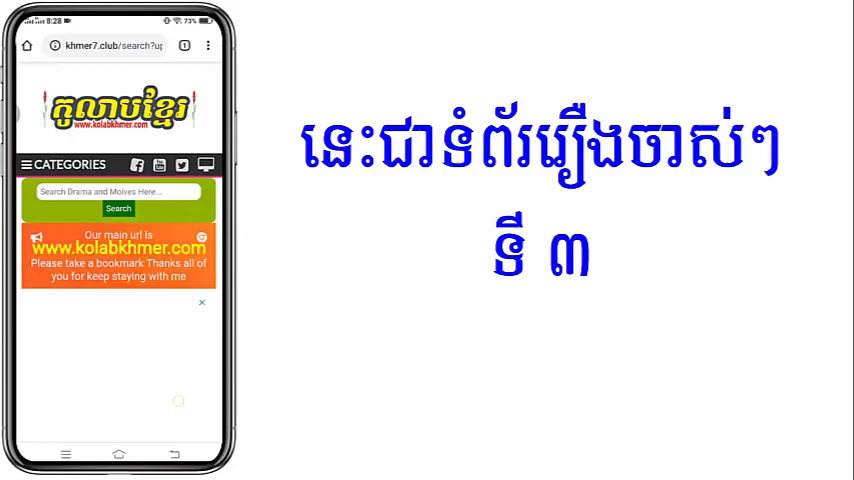 8:28
73%
khmer7.club/search?up
1
កូលាបខ្មែរ
www.kolabkhmer.com
CATEGORIES
Search Drama and Moives Here...
Search
Our main url is
www.kolabkhmer.com
Please take a bookmark Thanks all of
you for keep staying with me
នេះជាទំព័ររឿងចាស់ៗ
ទី ៣